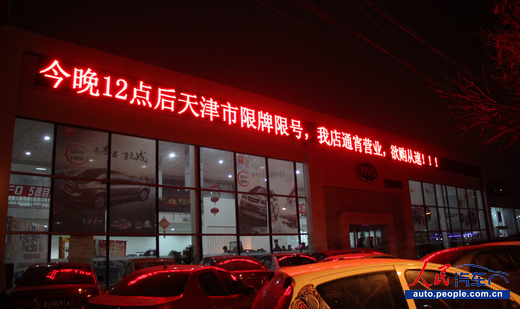 今晚12点后天津市限牌限号，我店通宵营业，欲购从速！！！
人民汽车
auto.people.com.cn